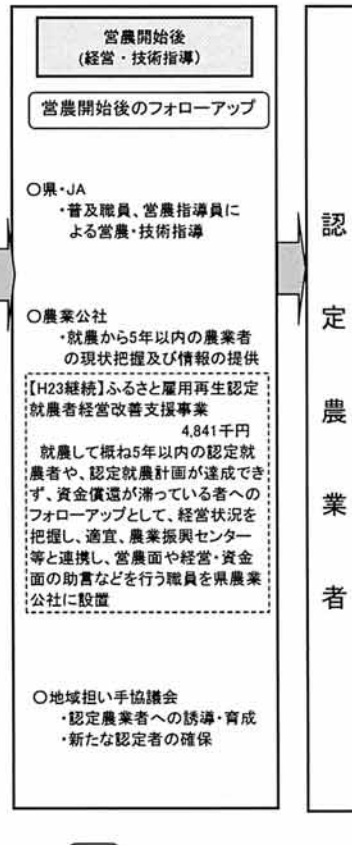 営農開始後
(経営・技術指導)
営農開始後のフォローアップ
〇県・JA
・普及職員、営農指導員に
よる営農・技術指導
〇農業公社
・就農から5年以内の農業者
の現状把握及び情報の提供
【H23継続】ふるさと雇用再生認定
就農者経営改善支援事業
4,841千円
就農して概ね5年以内の認定就
農者や、認定就農計画が達成でき
ず、資金償還が滞っている者への
フォローアップとして、経営状況を
把握し、適宜、農業振興センター
等と連携し、営農面や経営・資金
面の助言などを行う職員を県農業
公社に設置
〇地域担い手協議会
・認定農業者への誘導・育成
・新たな認定者の確保
認定農業者